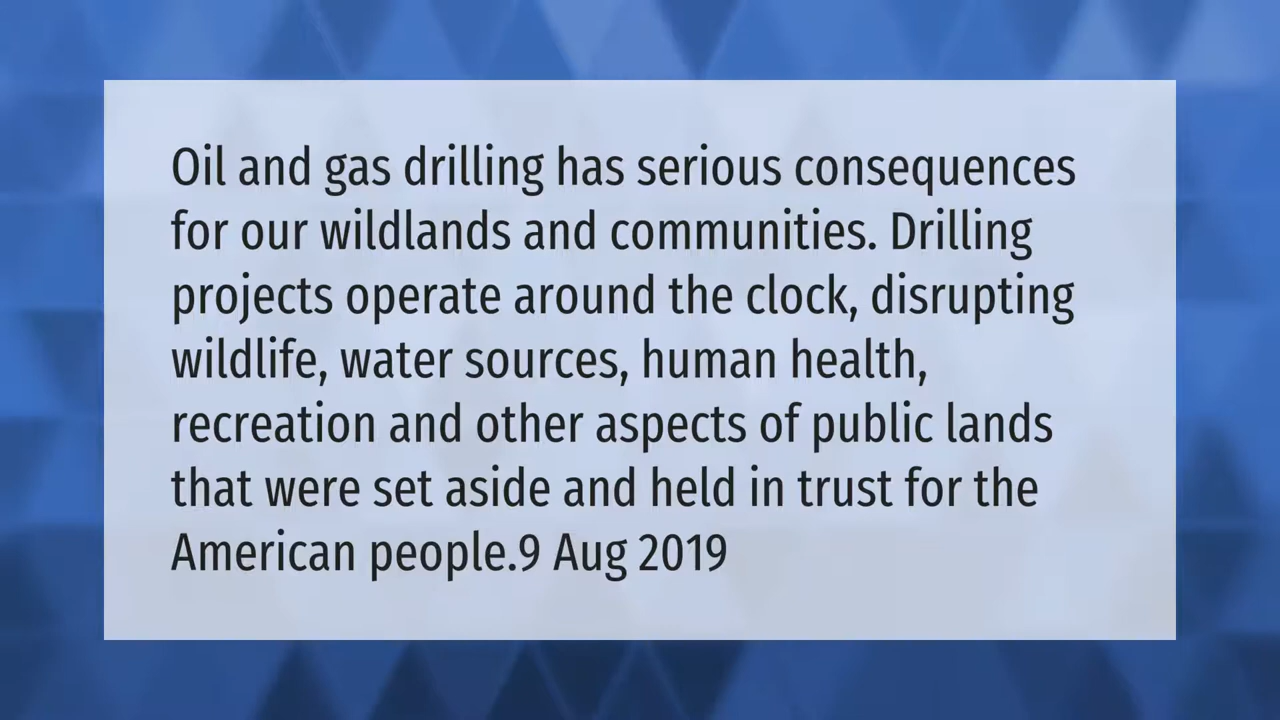 Oil and gas drilling has serious consequences
for our wildlands and communities. Drilling
projects operate around the clock, disrupting
wildlife, water sources, human health,
recreation and other aspects of public lands
that were set aside and held in trust for the
American people.9 Aug 2019